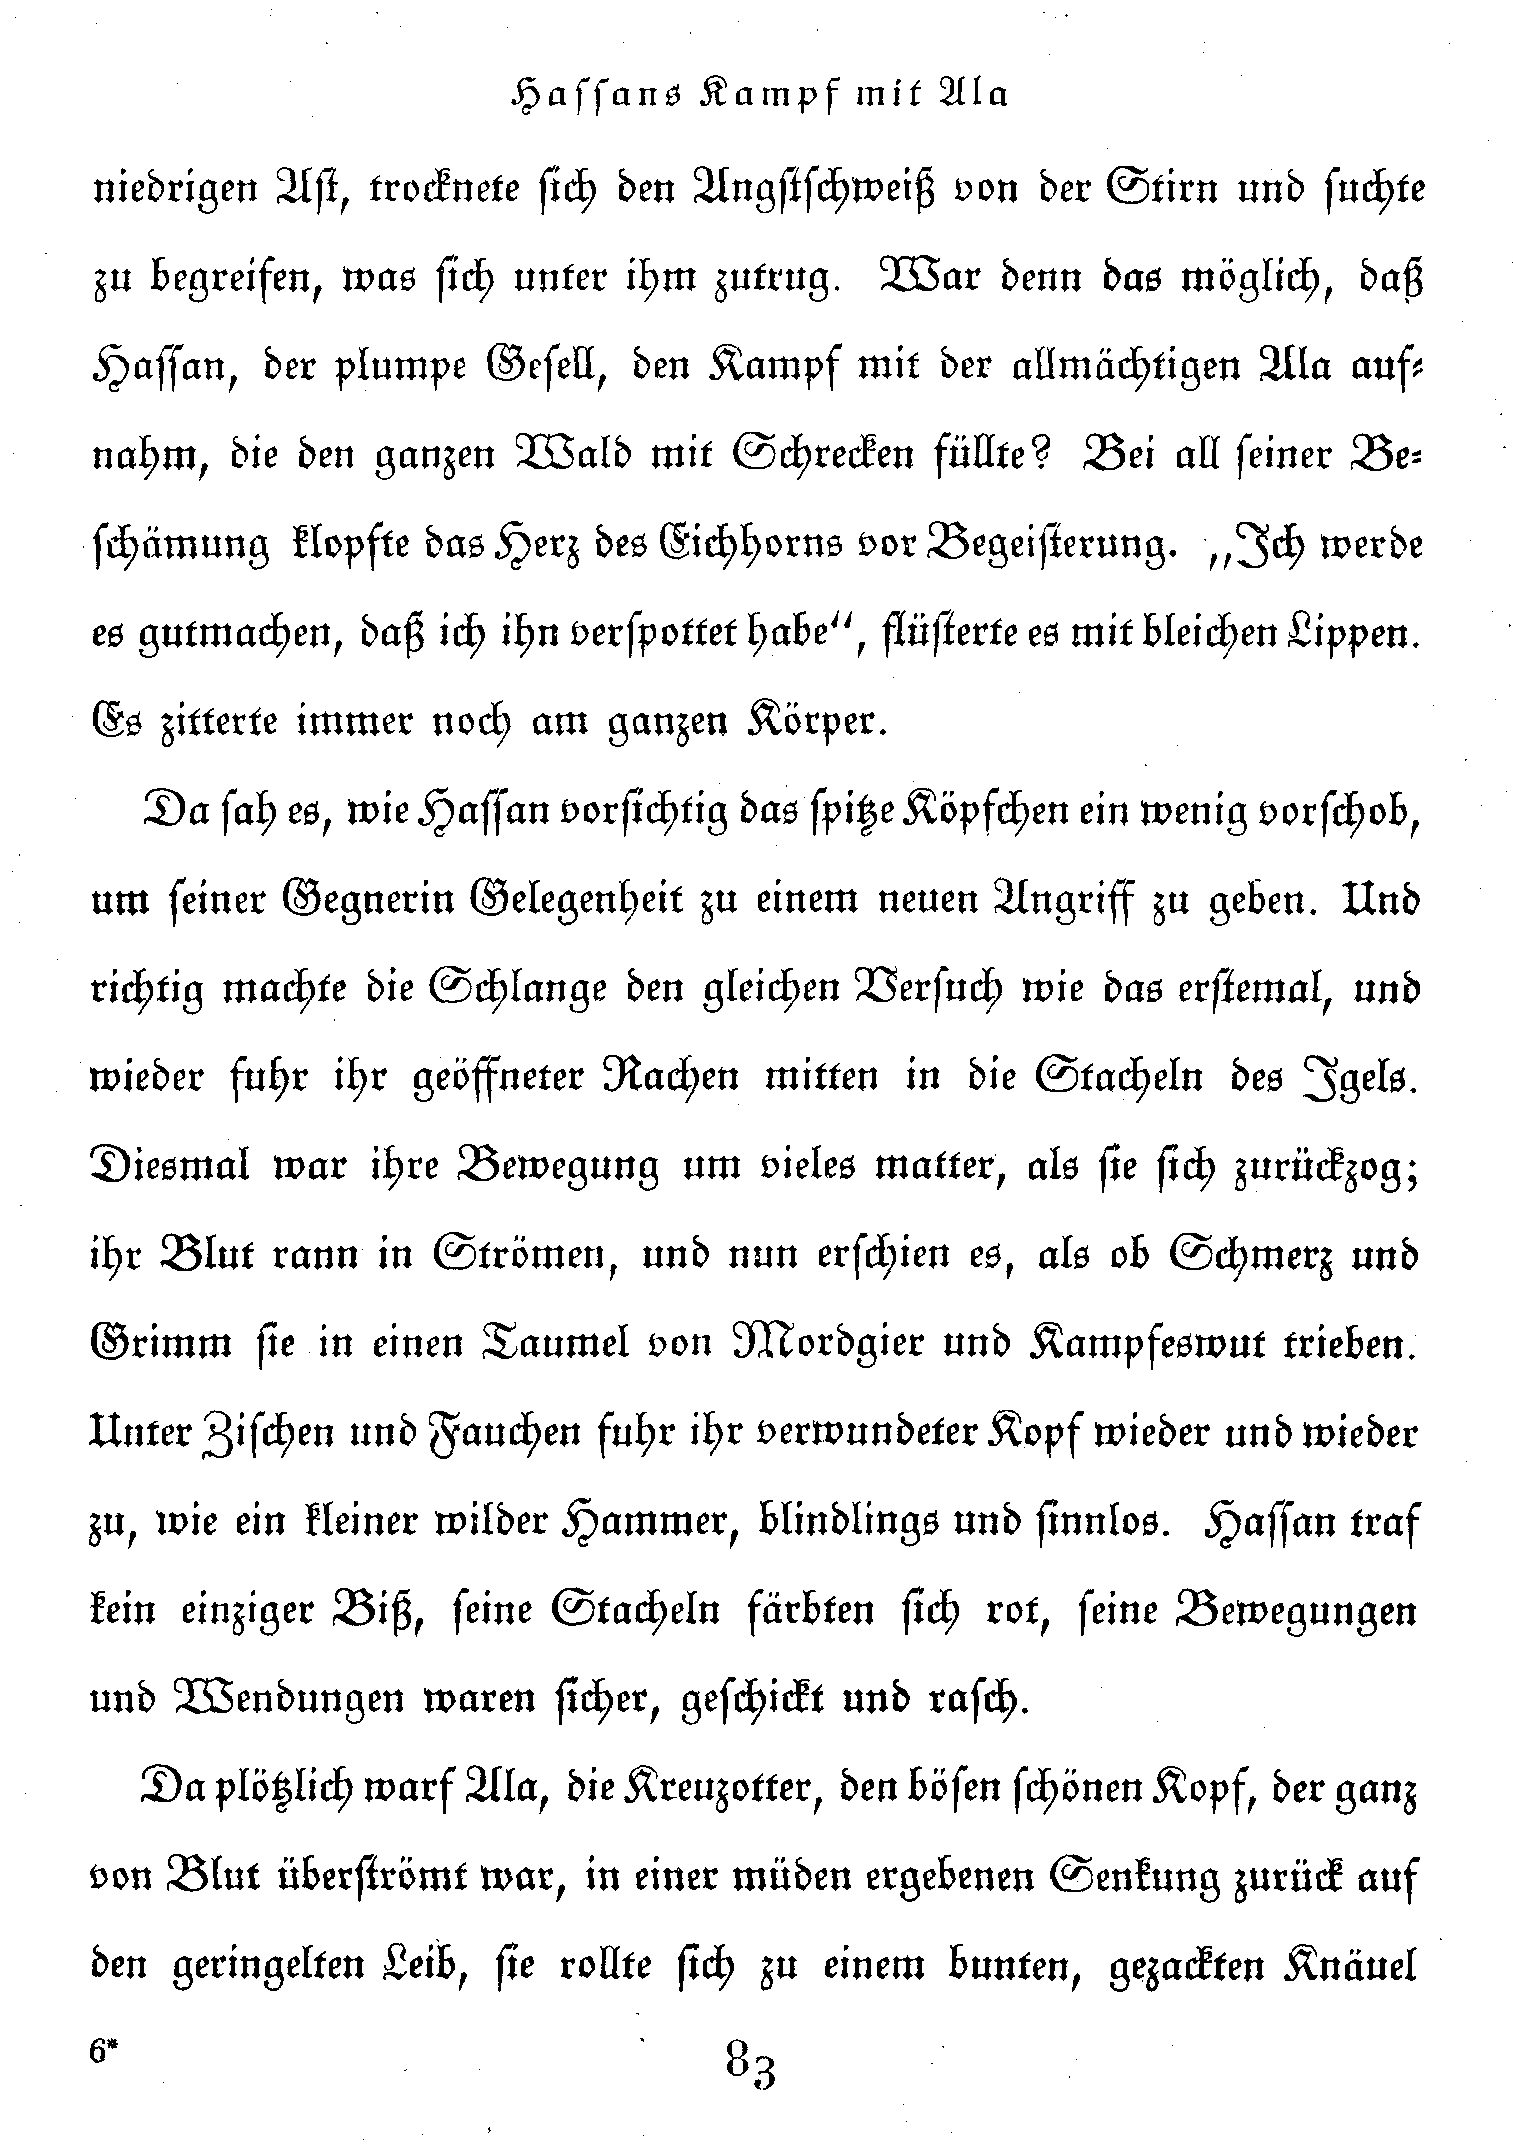 Hassans Kampf mit Ala
niedrigen Ast, trocknete sich den Angstschweiß von der Stirn und suchte
zu begreifen, was sich unter ihm zutrug. War denn das möglich, daß
Hassan, der plumpe Gesell, den Kampf mit der allmächtigen Ala auf-
nahm, die den ganzen Wald mit Schrecken füllte? Bei all seiner Be-
schämung klopfte das Herz des Eichhorns vor Begeisterung. „Ich werde
es gutmachen, daß ich ihn verspottet habe“, flüsterte es mit bleichen Lippen.
Es zitterte immer noch am ganzen Körper.
Da sah es, wie Hassan vorsichtig das spitze Köpfchen ein wenig vorschob,
um seiner Gegnerin Gelegenheit zu einem neuen Angriff zu geben. Und
richtig machte die Schlange den gleichen Versuch wie das erstemal, und
wieder fuhr ihr geöffneter Rachen mitten in die Stacheln des Igels.
Diesmal war ihre Bewegung um vieles matter, als sie sich zurückzog;
ihr Blut rann in Strömen, und nun erschien es, als ob Schmerz und
Grimm sie in einen Taumel von Mordgier und Kampfeswut trieben.
Unter Zischen und Fauchen fuhr ihr verwundeter Kopf wieder und wieder
zu, wie ein kleiner wilder Hammer, blindlings und sinnlos. Hassan traf
kein einziger Biß, seine Stacheln färbten sich rot, seine Bewegungen
und Wendungen waren sicher, geschickt und rasch.
Da plötzlich warf Ala, die Kreuzotter, den bösen schönen Kopf, der ganz
von Blut überströmt war, in einer müden ergebenen Senkung zurück auf
den geringelten Leib, sie rollte sich zu einem bunten, gezackten Knäuel
6*
83